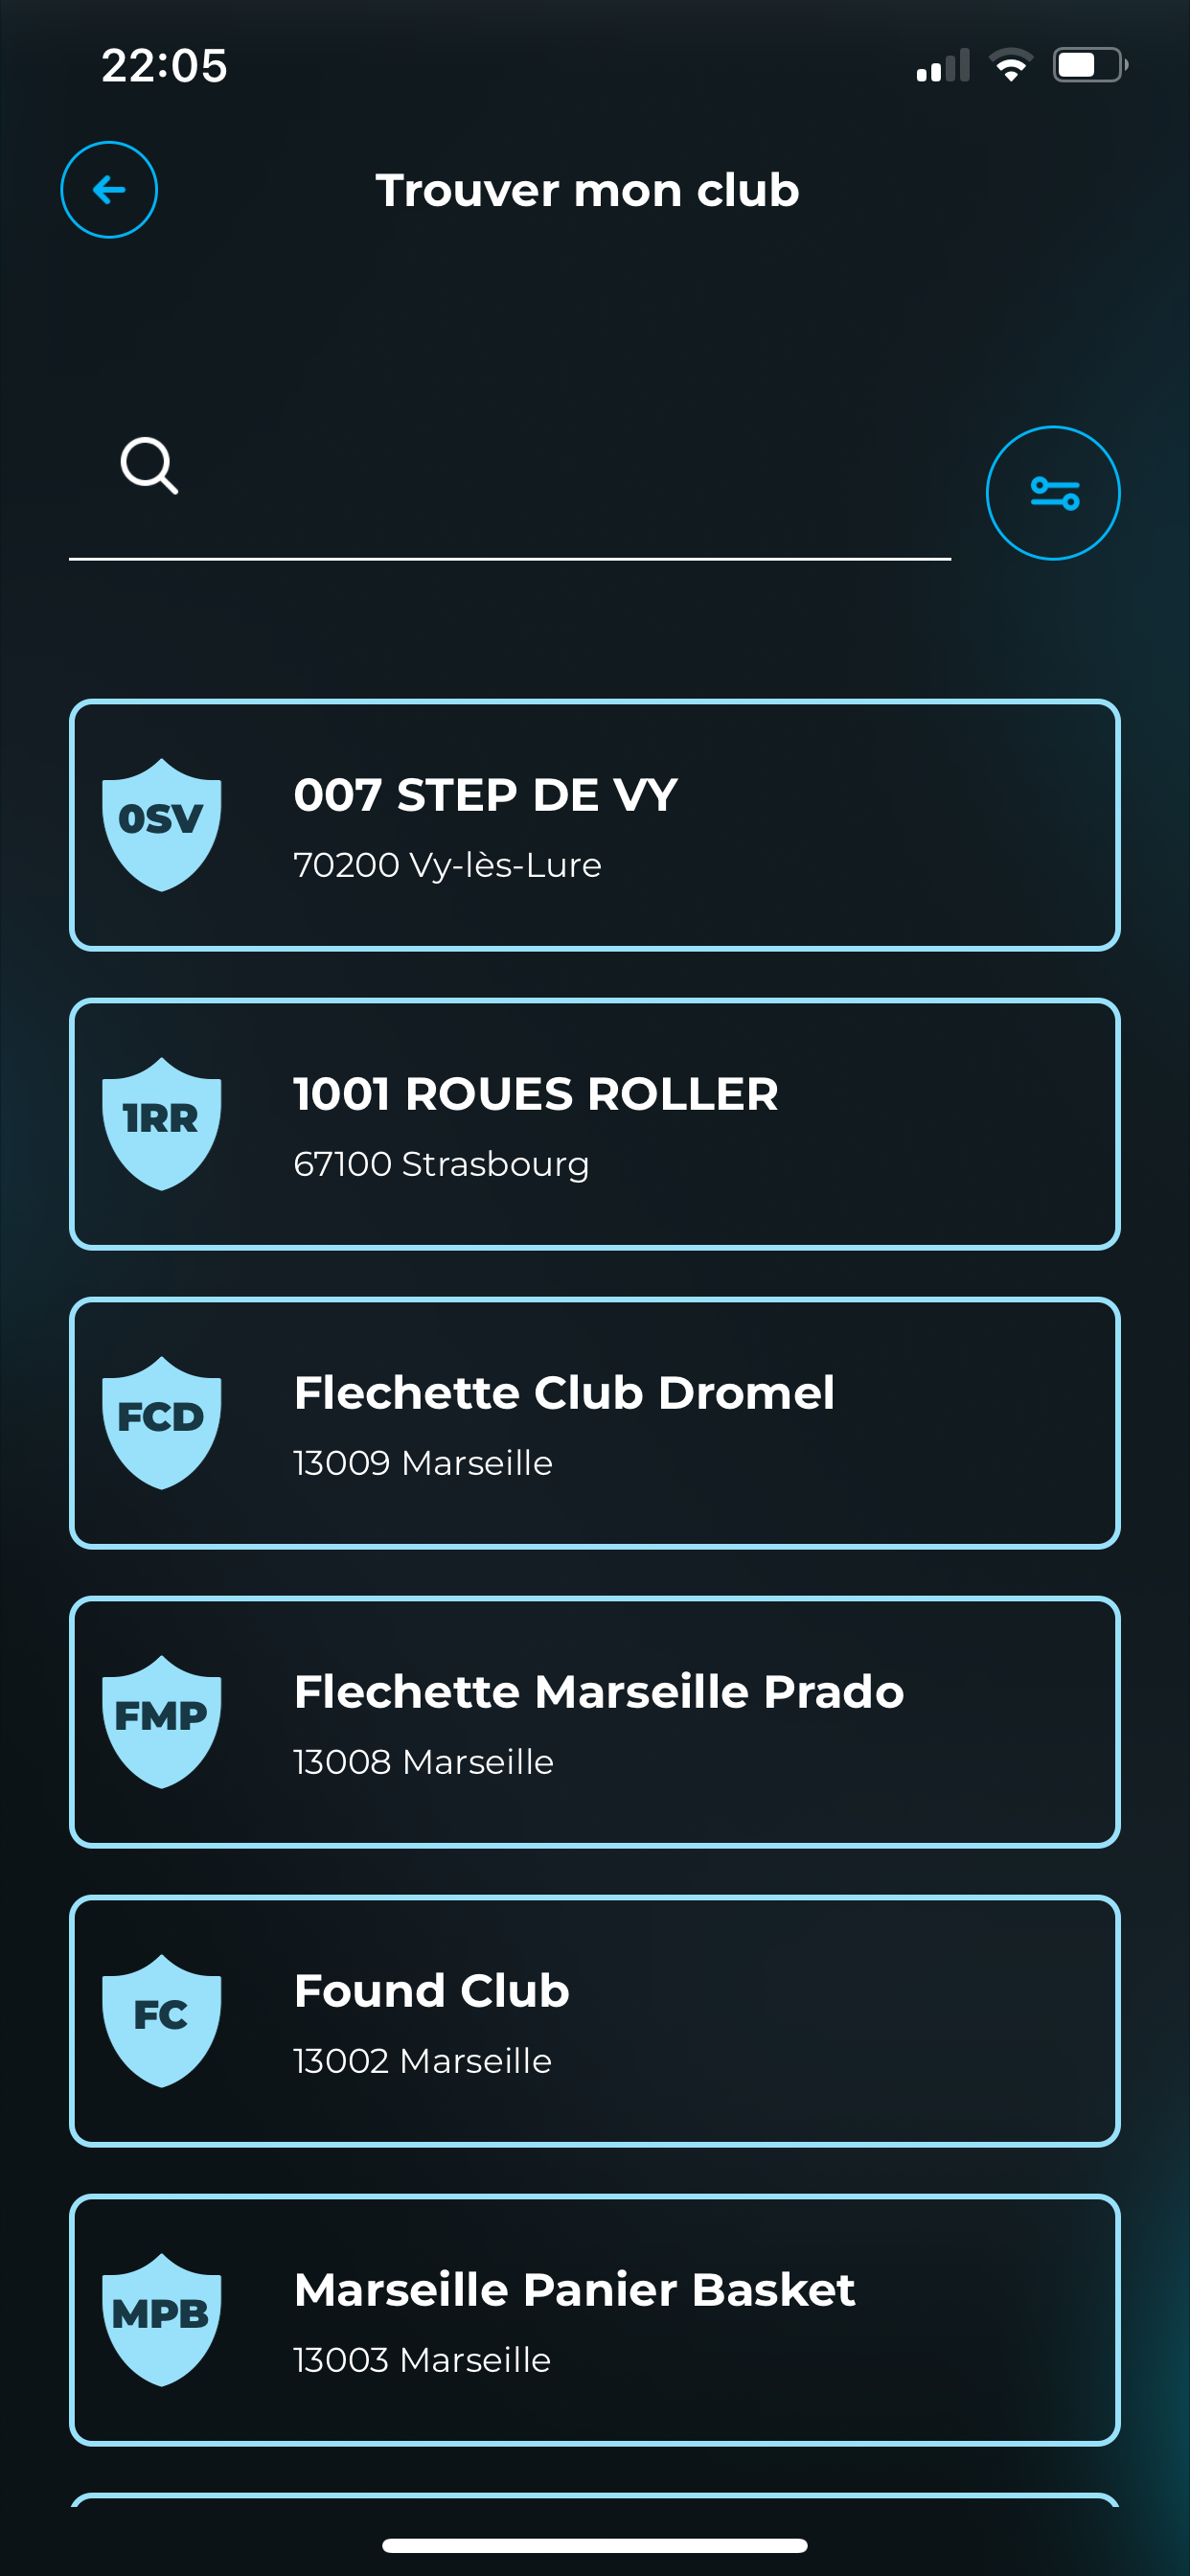 22:05
Trouver mon club
0SV
007 STEP DE VY
70200 Vy-lès-Lure
1RR
1001 ROUES ROLLER
67100 Strasbourg
FCD
Flechette Club Dromel
13009 Marseille
FMP
Flechette Marseille Prado
13008 Marseille
FC
Found Club
13002 Marseille
MPB
Marseille Panier Basket
13003 Marseille